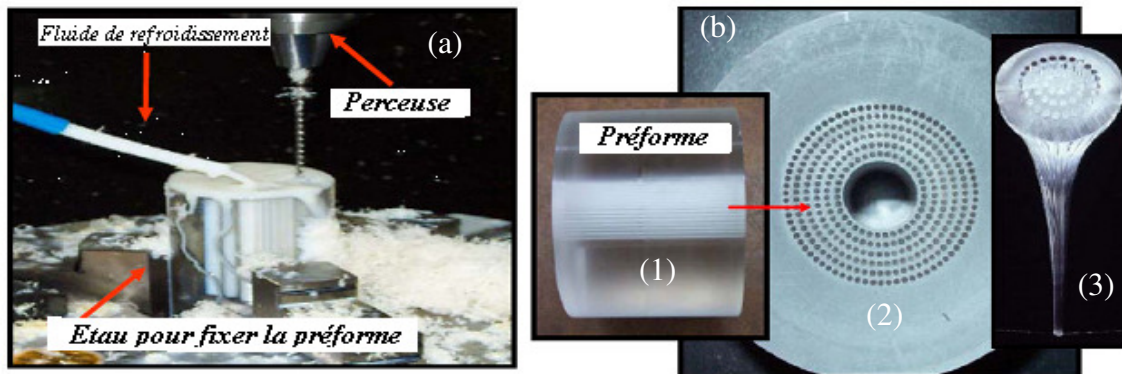 Fluide de refroidissement
(a)
Perceuse
Etau pour fixer la préforme
(b)
Préforme
(1)
(2)
(3)